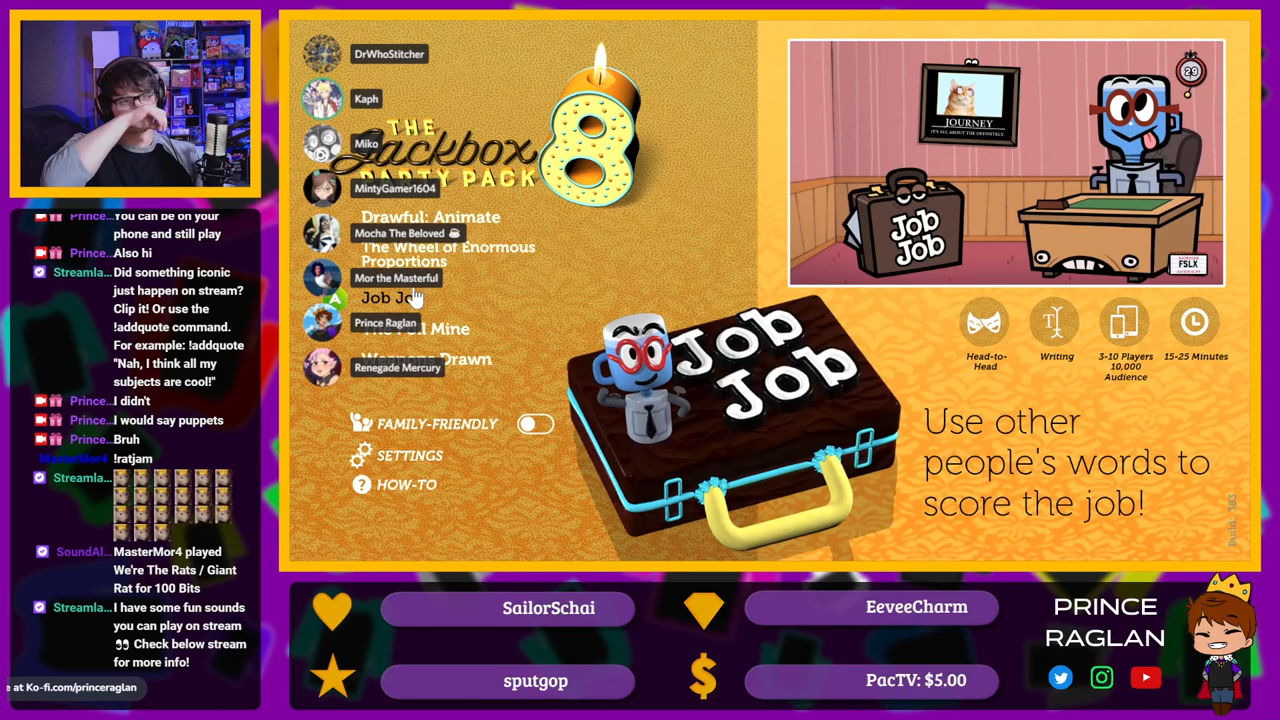 Prince... You can be on your
phone and still play
Prince... Also hi
Streamla... Did something iconic
just happen on stream?
Clip it! Or use the
!addquote command.
For example: !addquote
"Nah, I think all my
subjects are cool!"
Prince... I didn't
Prince... I would say puppets
Prince... Bruh
MasterMor4 !ratjam
Streamla...
SoundAl... MasterMor4 played
We're The Rats / Giant
Rat for 100 Bits
Streamla... I have some fun sounds
you can play on stream
👀 Check below stream
for more info!
e at Ko-fi.com/princeraglan
DrWhoStitcher
Kaph
Miko
MintyGamer1604
Mocha The Beloved ☕
Mor the Masterful
Prince Raglan
Renegade Mercury
THE
Jackbox
PARTY PACK
8
Drawful: Animate
The Wheel of Enormous
Proportions
A Job Jo
Mine
Drawn
FAMILY-FRIENDLY
SETTINGS
? HOW-TO
Job
Job
JOURNEY
IT'S ALL ABOUT THE DEFINITELY.
29
Job
Job
FSLX
Head-to-
Head
Writing
3-10 Players
10,000
Audience
15-25 Minutes
Use other
people's words to
score the job!
Build: 383
SailorSchai
EeveeCharm
sputgop
$ PacTV: $5.00
PRINCE
RAGLAN